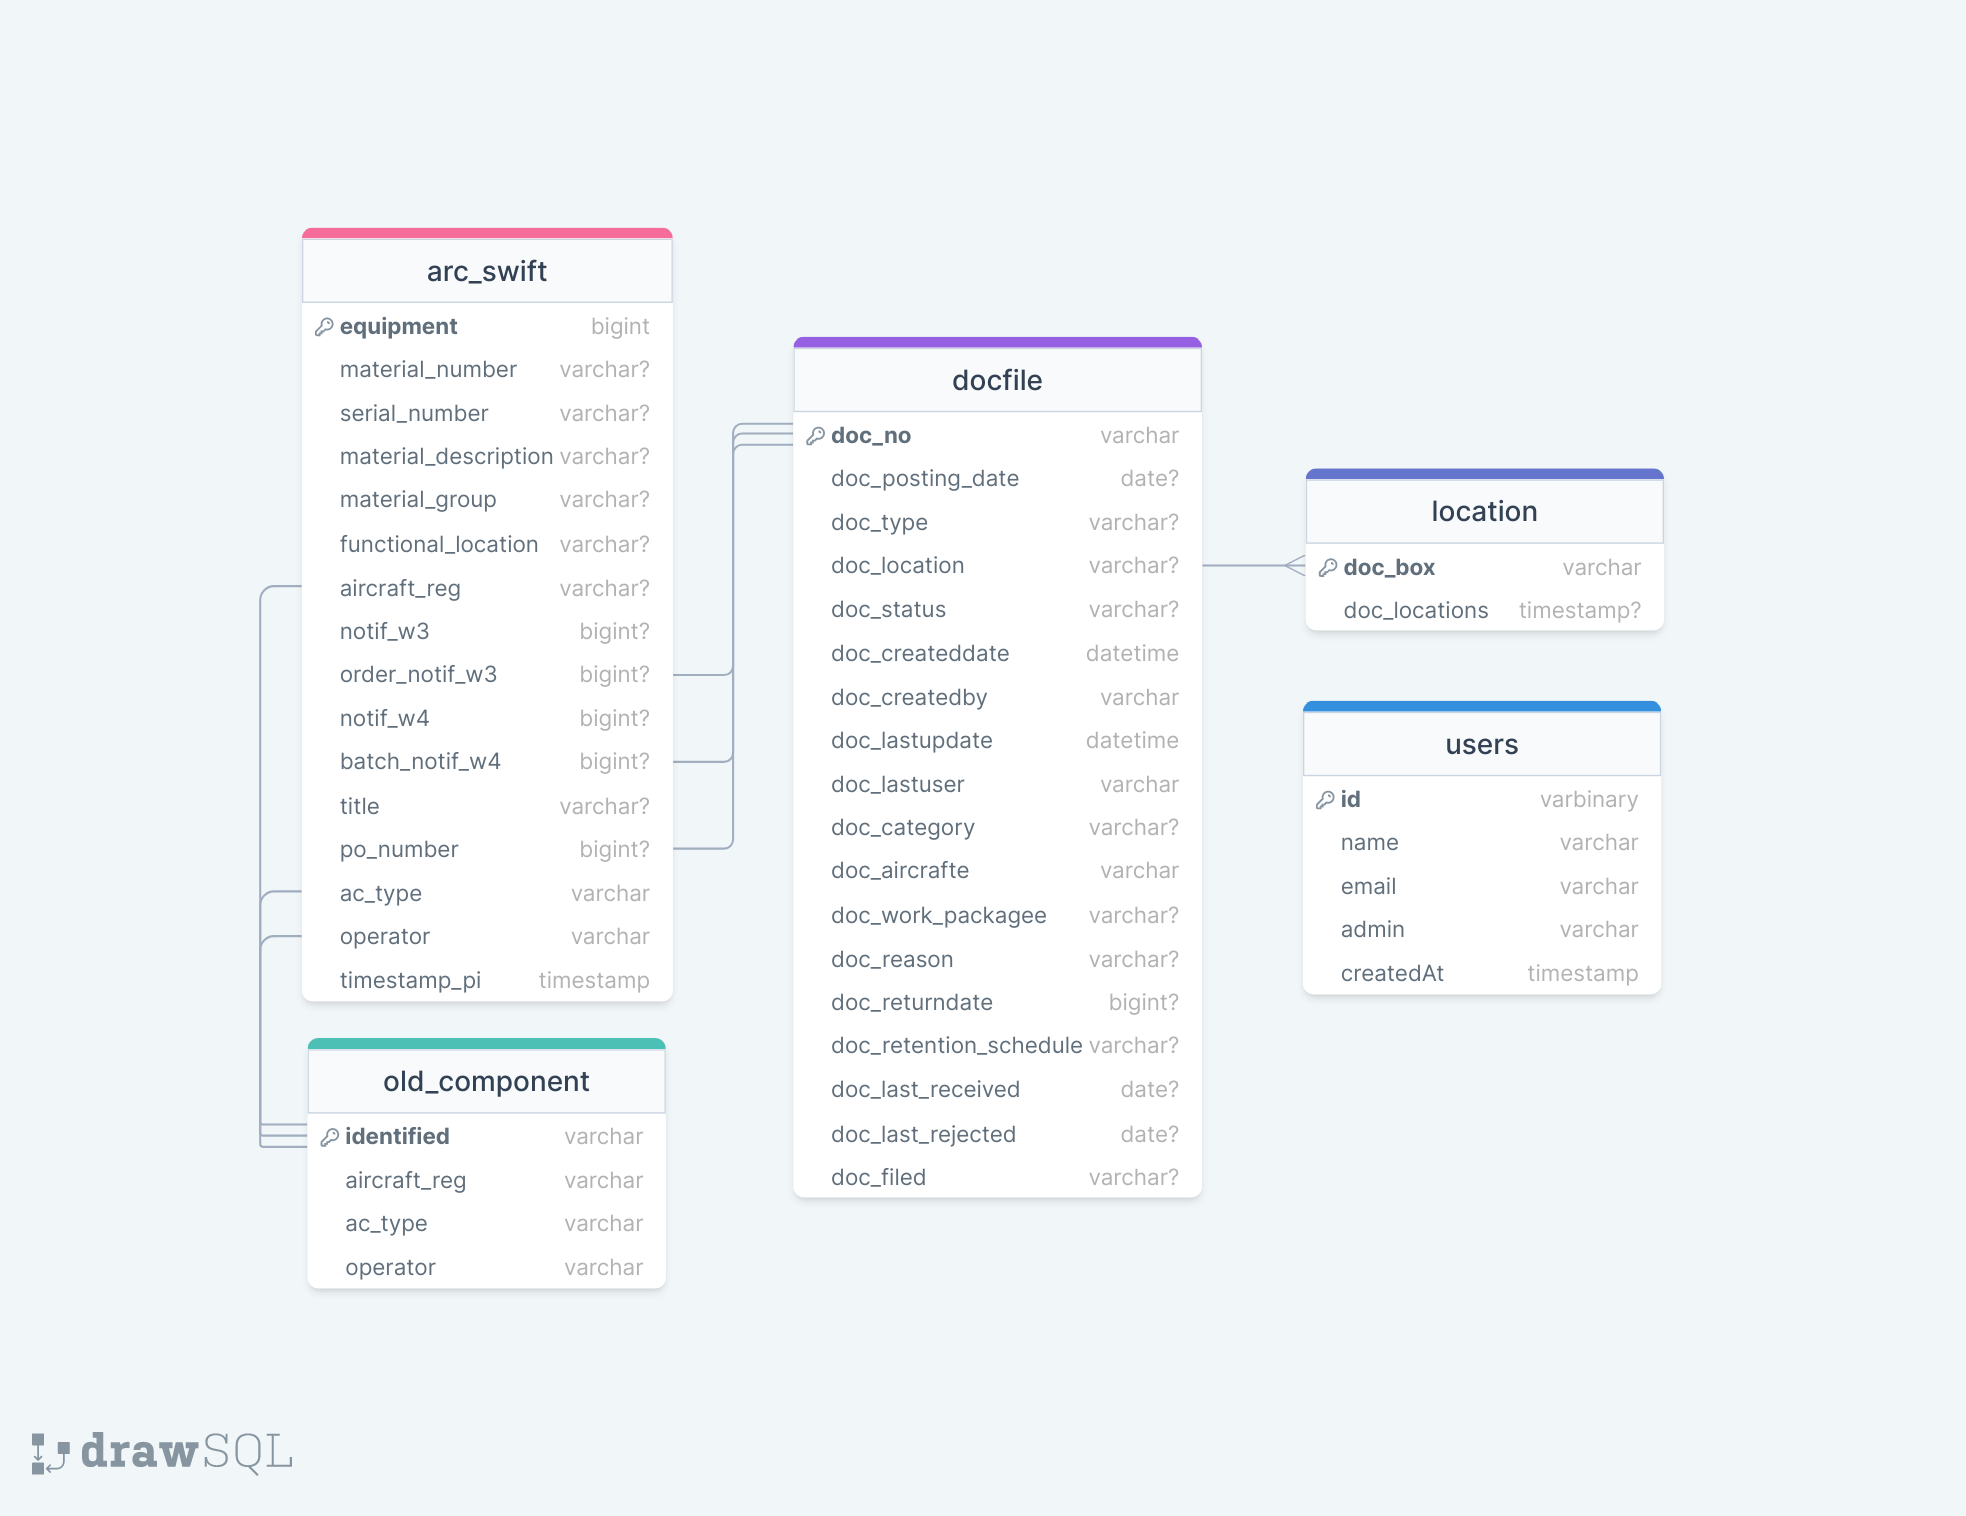 arc_swift
equipment bigint
material_number varchar?
serial_number varchar?
material_description varchar?
material_group varchar?
functional_location varchar?
aircraft_reg varchar?
notif_w3 bigint?
order_notif_w3 bigint?
notif_w4 bigint?
batch_notif_w4 bigint?
title varchar?
po_number bigint?
ac_type varchar
operator varchar
timestamp_pi timestamp
old_component
identified varchar
aircraft_reg varchar
ac_type varchar
operator varchar
docfile
doc_no varchar
doc_posting_date date?
doc_type varchar?
doc_location varchar?
doc_status varchar?
doc_createddate datetime
doc_createdby varchar
doc_lastupdate datetime
doc_lastuser varchar
doc_category varchar?
doc_aircrafte varchar
doc_work_packagee varchar?
doc_reason varchar?
doc_returndate bigint?
doc_retention_schedule varchar?
doc_last_received date?
doc_last_rejected date?
doc_filed varchar?
location
doc_box varchar
doc_locations timestamp?
users
id varbinary
name varchar
email varchar
admin varchar
createdAt timestamp
drawSQL